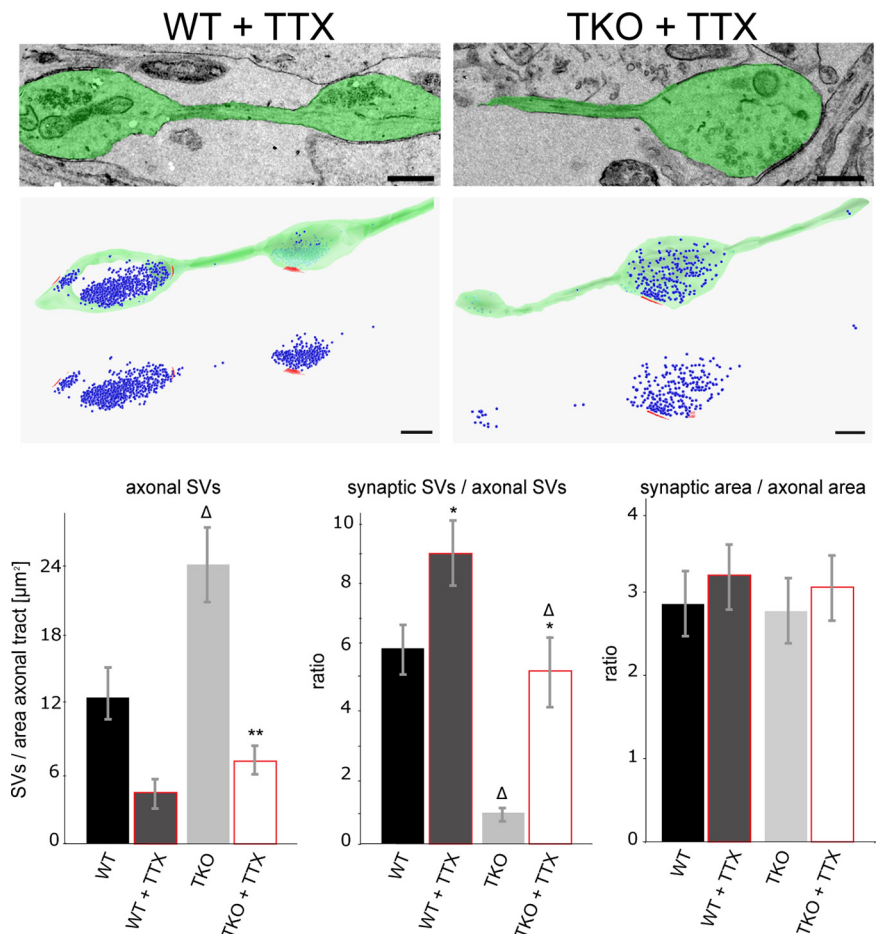 WT + TTX
TKO + TTX
axonal SVs
SVs / area axonal tract [µm²]
24
18
12
6
0
Δ
**
WT
WT + TTX
TKO
TKO + TTX
synaptic SVs / axonal SVs
ratio
10
8
6
4
2
0
*
Δ
Δ
*
WT
WT + TTX
TKO
TKO + TTX
synaptic area / axonal area
ratio
4
3
2
1
0
WT
WT + TTX
TKO
TKO + TTX